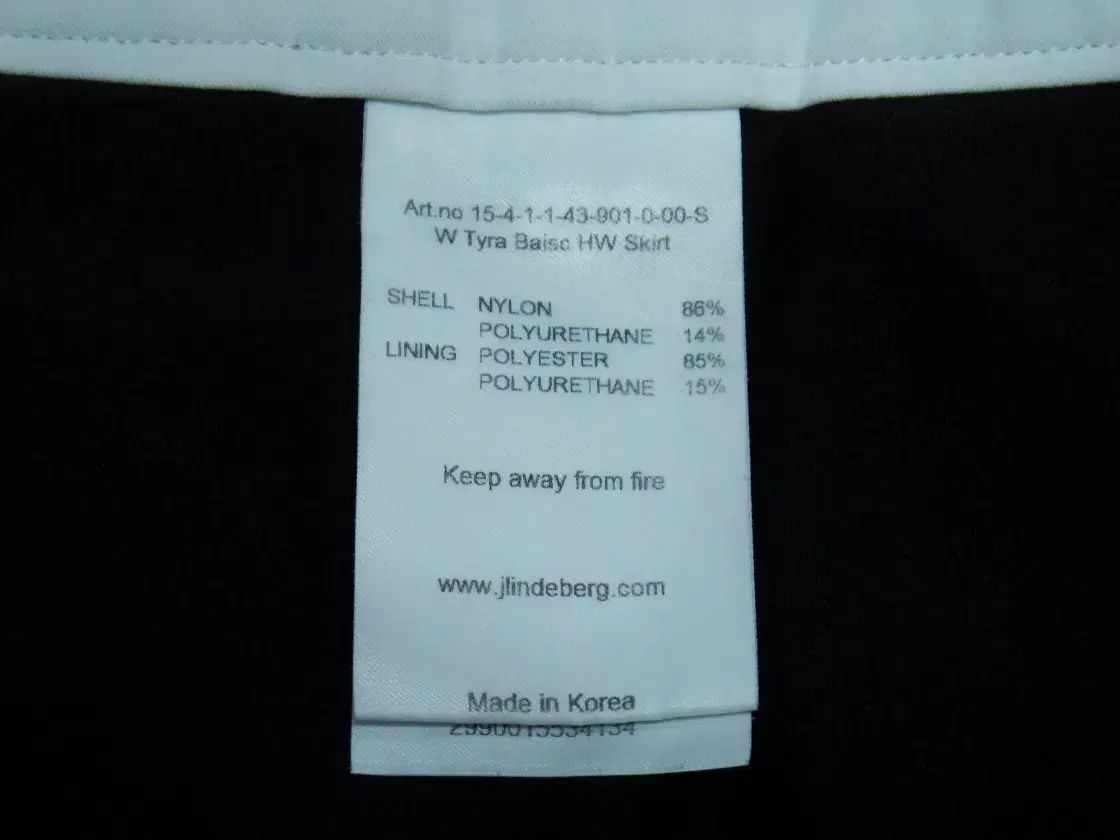 Art.no 15-4-1-1-43-901-0-00-S
W Tyra Baisc HW Skirt
SHELL NYLON 86%
POLYURETHANE 14%
LINING POLYESTER 85%
POLYURETHANE 15%
Keep away from fire
www.jlindeberg.com
Made in Korea